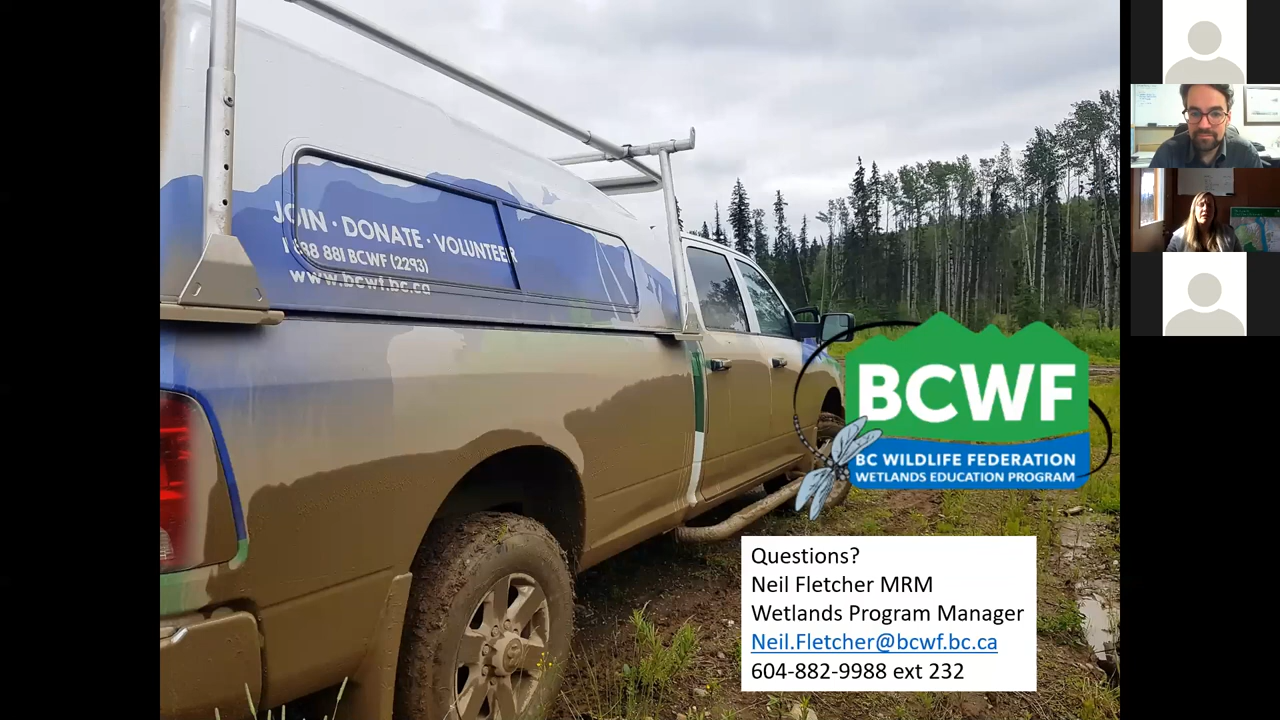 JOIN · DONATE · VOLUNTEER
1 888 881 BCWF (2293)
www.bcwf.bc.ca
BCWF
BC WILDLIFE FEDERATION
WETLANDS EDUCATION PROGRAM
Questions?
Neil Fletcher MRM
Wetlands Program Manager
Neil.Fletcher@bcwf.bc.ca
604-882-9988 ext 232